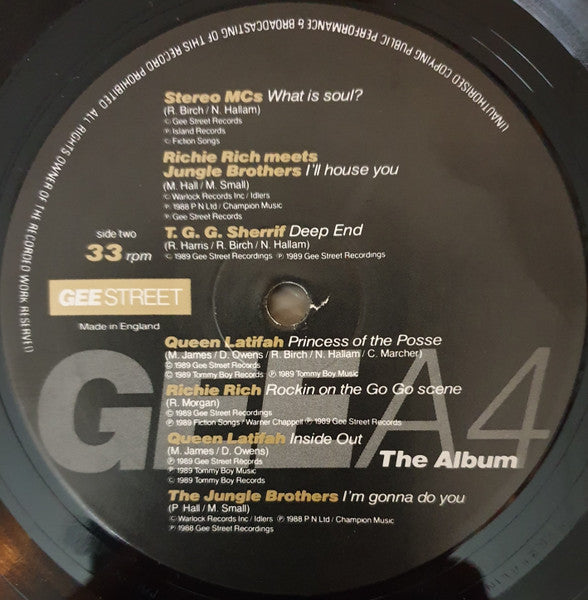 UNAUTHORISED COPYING PUBLIC PERFORMANCE & BROADCASTING OF THIS RECORD PROHIBITED ALL RIGHTS OWNER OF THE RECORDED WORK RESERVED
Stereo MCs What is soul?
(R. Birch / N. Hallam)
© Gee Street Records
℗ Island Records
© Fiction Songs
Richie Rich meets
Jungle Brothers I'll house you
(M. Hall / M. Small)
© Warlock Records Inc / Idlers
℗ 1988 P N Ltd / Champion Music
℗ Gee Street Records
side two
33 rpm
T. G. G. Sherrif Deep End
(R. Harris / R. Birch / N. Hallam)
© 1989 Gee Street Recordings ℗ 1989 Gee Street Recordings
GEE STREET
Made in England
Queen Latifah Princess of the Posse
(M. James / D. Owens / R. Birch / N. Hallam / C. Marcher)
© 1989 Gee Street Records
© 1989 Tommy Boy Records ℗ 1989 Tommy Boy Music
Richie Rich Rockin on the Go Go scene
(R. Morgan)
© 1989 Gee Street Recordings
℗ 1989 Fiction Songs / Warner Chappell ℗ 1989 Gee Street Records
Queen Latifah Inside Out
(M. James / D. Owens)
℗ 1989 Gee Street Records
℗ 1989 Tommy Boy Music
© 1989 Tommy Boy Records
GEE A4
The Album
The Jungle Brothers I'm gonna do you
(P Hall / M. Small)
© Warlock Records Inc / Idlers ℗ 1988 P N Ltd / Champion Music
℗ 1988 Gee Street Records